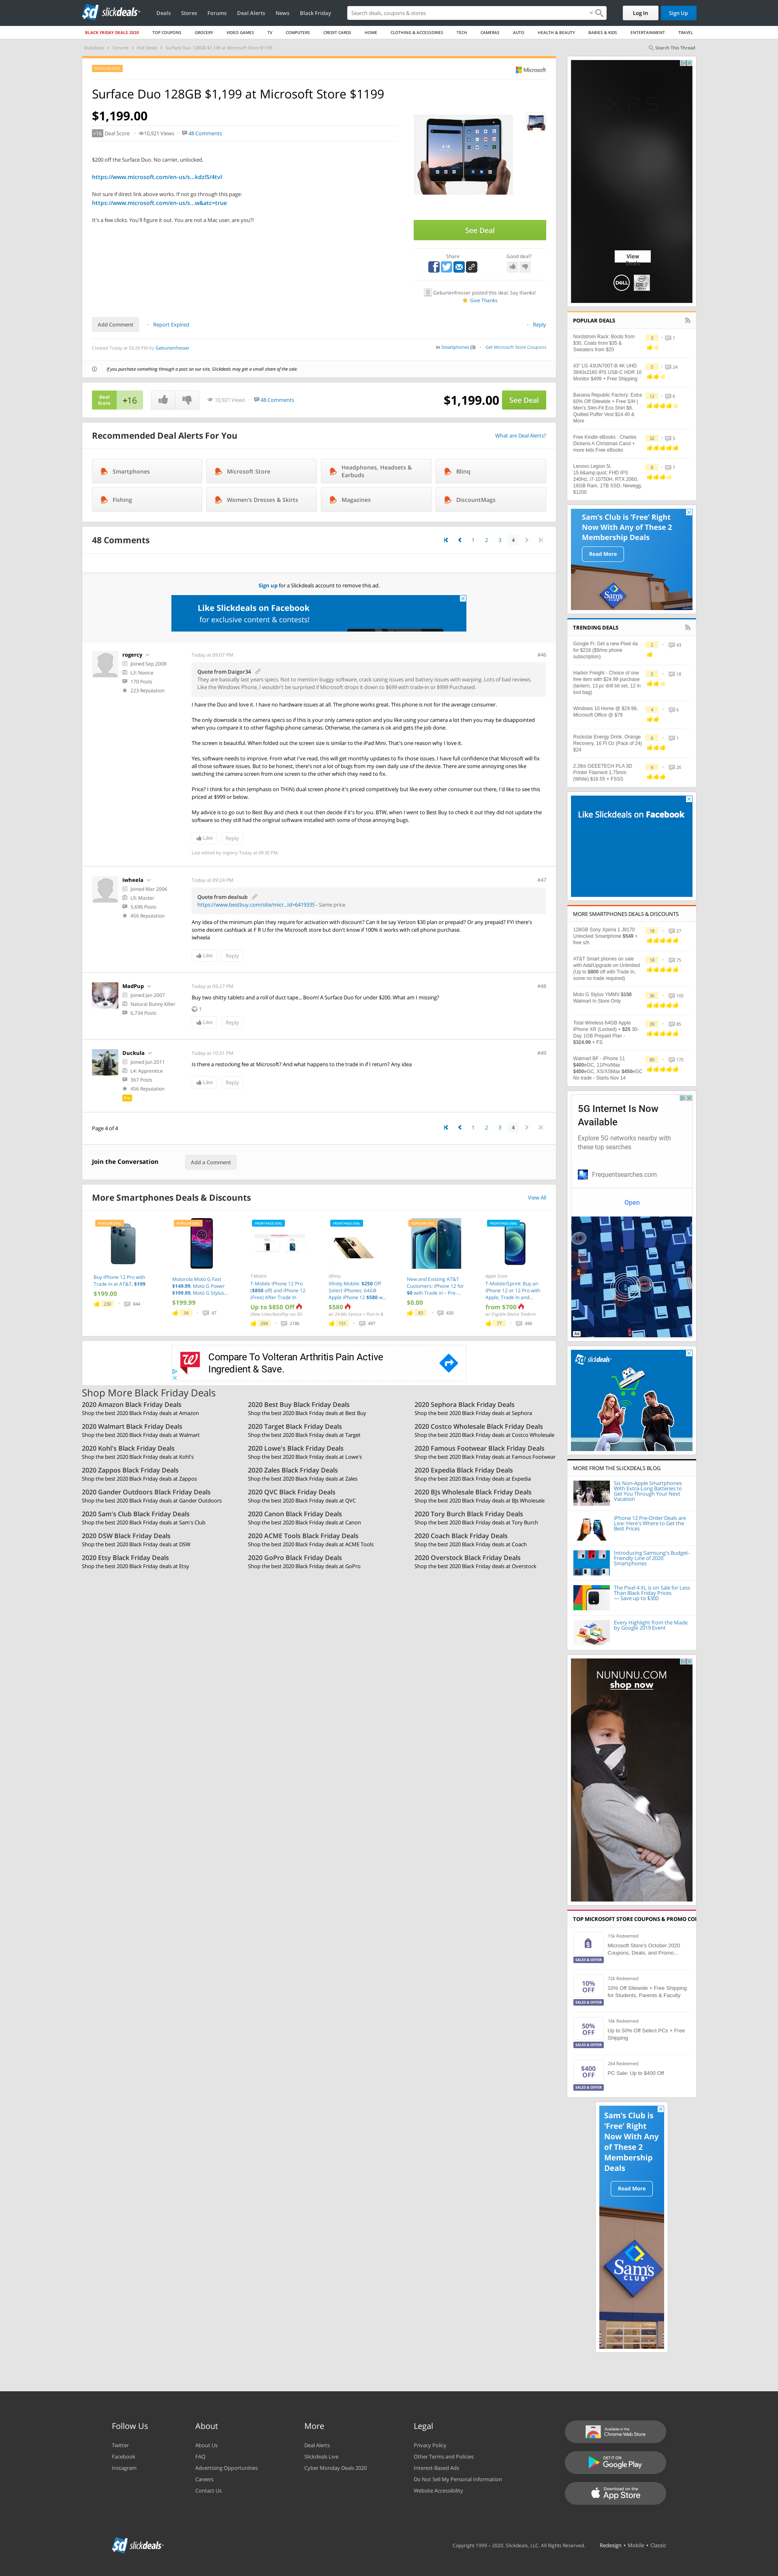 slickdeals
Deals Stores Forums Deal Alerts News Black Friday
Search deals, coupons & stores
Log In Sign Up
BLACK FRIDAY DEALS 2020 TOP COUPONS GROCERY VIDEO GAMES TV COMPUTERS CREDIT CARDS HOME CLOTHING & ACCESSORIES TECH CAMERAS AUTO HEALTH & BEAUTY BABIES & KIDS ENTERTAINMENT TRAVEL
Slickdeals > Forums > Hot Deals > Surface Duo 128GB $1,199 at Microsoft Store $1199
Search This Thread
Microsoft
Surface Duo 128GB $1,199 at Microsoft Store $1199
$1,199.00
+16 Deal Score 10,921 Views 48 Comments
$200 off the Surface Duo. No carrier, unlocked.
https://www.microsoft.com/en-us/s...kdzl5/4tvl
Not sure if direct link above works. If not go through this page:
https://www.microsoft.com/en-us/s...w&atc=true
It's a few clicks. You'll figure it out. You are not a Mac user, are you?!
See Deal
Share Good deal?
Geburtenfresser posted this deal. Say thanks!
Give Thanks
Add Comment Report Expired Reply
Created Today at 05:29 PM by Geburtenfresser
in Smartphones (3) Get Microsoft Store Coupons
If you purchase something through a post on our site, Slickdeals may get a small share of the sale.
Deal Score +16 10,921 Views 48 Comments $1,199.00 See Deal
Recommended Deal Alerts For You
What are Deal Alerts?
Smartphones Microsoft Store Headphones, Headsets & Earbuds Blinq
Fishing Women's Dresses & Skirts Magazines DiscountMags
48 Comments
1 2 3 4
Sign up for a Slickdeals account to remove this ad.
Like Slickdeals on Facebook
for exclusive content & contests!
rogercy
Joined Sep 2008
L3: Novice
170 Posts
223 Reputation
Today at 09:07 PM
#46
Quote from Daigor34
They are basically last years specs. Not to mention buggy software, crack casing issues and battery issues with warping, Lots of bad reviews.
Like the Windows Phone, I wouldn't be surprised if Microsoft drops it down to $699 with trade-in or $999 Purchased.
I have the Duo and love it. I have no hardware issues at all. The phone works great. This phone is not for the average consumer.
The only downside is the camera specs so if this is your only camera option and you like using your camera a lot then you may be disappointed when you compare it to other flagship camera phones. Otherwise, the camera is ok and gets the job done.
The screen is beautiful. When folded out the screen size is similar to the iPad Mini. That's one reason why I love it.
Yes, software needs to improve. From what I've read, this still get monthly updates to fix those software issues. I have full confidence that Microsoft will fix those software issues. But to be honest, there aren't a lot of bugs from my own daily use of the device. There are some annoying ones like switching the camera screen from one screen to the other which they need to fix.
Price? I think for a thin (emphasis on THIN) dual screen phone it's priced competitively but like every other consumer out there, I'd like to see this priced at $999 or below.
My advice is to go out to Best Buy and check it out then decide if it's for you. BTW, when I went to Best Buy to check it out they did not update the software so they still had the original software installed with some of those annoying bugs.
Like Reply
Last edited by rogercy Today at 09:30 PM.
iwheela
Joined Mar 2006
L9: Master
5,696 Posts
456 Reputation
Today at 09:24 PM
#47
Quote from dealsub
https://www.bestbuy.com/site/micr...Id=6419335 - Same price
Any idea of the minimum plan they require for activation with discount? Can it be say Verizon $30 plan or prepaid? Or any prepaid? FYI there's
some decent cashback at F R U l for the Microsoft store but don't know if 100% it works with cell phone purchase.
iwheela
Like Reply
MadPup
Joined Jan 2007
Natural Bunny Killer
6,734 Posts
Today at 09:27 PM
#48
Buy two shitty tablets and a roll of duct tape... Boom! A Surface Duo for under $200. What am I missing?
1
Like Reply
Duckula
Joined Jun 2011
L4: Apprentice
367 Posts
456 Reputation
Pro
Today at 10:31 PM
#49
Is there a restocking fee at Microsoft? And what happens to the trade in if i return? Any idea
Like Reply
Page 4 of 4
1 2 3 4
Join the Conversation Add a Comment
More Smartphones Deals & Discounts
View All
Buy iPhone 12 Pro with Trade in at AT&T, $199
$199.00
230 844
Motorola Moto G Fast $149.99, Moto G Power $199.99, Moto G Stylus...
$199.99
34 47
FRONTPAGE DEAL
T-Mobile
T-Mobile iPhone 12 Pro ($850 off) and iPhone 12 (Free) After Trade In
Up to $850 Off
294 2186
FRONTPAGE DEAL
Xfinity
Xfinity Mobile: $250 Off Select iPhones: 64GB Apple iPhone 12 $580 w...
$580
151 497
New and Existing AT&T Customers: iPhone 12 for $0 with Trade in – Pre-...
$0.00
83 430
FRONTPAGE DEAL
Apple Store
T-Mobile/Sprint: Buy an iPhone 12 or 12 Pro with Apple, Trade In and...
from $700
77 496
Compare To Volteran Arthritis Pain Active Ingredient & Save.
Shop More Black Friday Deals
2020 Amazon Black Friday Deals
Shop the best 2020 Black Friday deals at Amazon
2020 Best Buy Black Friday Deals
Shop the best 2020 Black Friday deals at Best Buy
2020 Sephora Black Friday Deals
Shop the best 2020 Black Friday deals at Sephora
2020 Walmart Black Friday Deals
Shop the best 2020 Black Friday deals at Walmart
2020 Target Black Friday Deals
Shop the best 2020 Black Friday deals at Target
2020 Costco Wholesale Black Friday Deals
Shop the best 2020 Black Friday deals at Costco Wholesale
2020 Kohl's Black Friday Deals
Shop the best 2020 Black Friday deals at Kohl's
2020 Lowe's Black Friday Deals
Shop the best 2020 Black Friday deals at Lowe's
2020 Famous Footwear Black Friday Deals
Shop the best 2020 Black Friday deals at Famous Footwear
2020 Zappos Black Friday Deals
Shop the best 2020 Black Friday deals at Zappos
2020 Zales Black Friday Deals
Shop the best 2020 Black Friday deals at Zales
2020 Expedia Black Friday Deals
Shop the best 2020 Black Friday deals at Expedia
2020 Gander Outdoors Black Friday Deals
Shop the best 2020 Black Friday deals at Gander Outdoors
2020 QVC Black Friday Deals
Shop the best 2020 Black Friday deals at QVC
2020 BJs Wholesale Black Friday Deals
Shop the best 2020 Black Friday deals at BJs Wholesale
2020 Sam's Club Black Friday Deals
Shop the best 2020 Black Friday deals at Sam's Club
2020 Canon Black Friday Deals
Shop the best 2020 Black Friday deals at Canon
2020 Tory Burch Black Friday Deals
Shop the best 2020 Black Friday deals at Tory Burch
2020 DSW Black Friday Deals
Shop the best 2020 Black Friday deals at DSW
2020 ACME Tools Black Friday Deals
Shop the best 2020 Black Friday deals at ACME Tools
2020 Coach Black Friday Deals
Shop the best 2020 Black Friday deals at Coach
2020 Etsy Black Friday Deals
Shop the best 2020 Black Friday deals at Etsy
2020 GoPro Black Friday Deals
Shop the best 2020 Black Friday deals at GoPro
2020 Overstock Black Friday Deals
Shop the best 2020 Black Friday deals at Overstock
View
DELL
POPULAR DEALS
Nordstrom Rack: Boots from $30, Coats from $35 & Sweaters from $20
3 1
43" LG 43UN700T-B 4K UHD 3840x2160 IPS USB-C HDR 10 Monitor $499 + Free Shipping
5 24
Banana Republic Factory: Extra 60% Off Sitewide + Free S/H | Men's Slim-Fit Eco Shirt $8, Quilted Puffer Vest $14.40 & More
12 6
Free Kindle eBooks : Charles Dickens A Christmas Carol + more kids Free eBooks
32 5
Lenovo Legion 5i, 15.6&amp;quot; FHD IPS 240Hz, i7-10750H, RTX 2060, 16GB Ram, 1TB SSD, Newegg, $1200
8 7
Sam's Club is 'Free' Right Now With Any of These 2 Membership Deals
Read More
Sam's
TRENDING DEALS
Google Fi: Get a new Pixel 4a for $216 ($9/mo phone subscription)
2 43
Harbor Freight - Choice of one free item with $24.99 purchase (lantern, 13 pc drill bit set, 12 in tool bag)
5 18
Windows 10 Home @ $29.99, Microsoft Office @ $79
4 8
Rockstar Energy Drink, Orange Recovery, 16 Fl Oz (Pack of 24) $24
6 1
2.2lbs GEEETECH PLA 3D Printer Filament 1.75mm (White) $16.55 + FSSS
6 26
Like Slickdeals on Facebook
MORE SMARTPHONES DEALS & DISCOUNTS
128GB Sony Xperia 1 J8170 Unlocked Smartphone $549 + free s/h
18 27
AT&T Smart phones on sale with Add/Upgrade on Unlimited (Up to $800 off with Trade In, some no trade required)
18 75
Moto G Stylus YMMV $150 Walmart In Store Only
36 105
Total Wireless 64GB Apple iPhone XR (Locked) + $25 30-Day 1GB Prepaid Plan - $324.99 + FS
39 85
Walmart BF - iPhone 11 $400eGC, 11Pro/Max $450eGC, XS/XSMax $450eGC No trade - Starts Nov 14
80 175
5G Internet Is Now Available
Explore 5G networks nearby with these top searches
Frequentsearches.com
Open
Ad
slickdeals
MORE FROM THE SLICKDEALS BLOG
Six Non-Apple Smartphones With Extra-Long Batteries to Get You Through Your Next Vacation
iPhone 12 Pre-Order Deals are Live: Here's Where to Get the Best Prices
Introducing Samsung's Budget-Friendly Line of 2020 Smartphones
The Pixel 4 XL is on Sale for Less Than Black Friday Prices — Save up to $300
Every Highlight from the Made by Google 2019 Event
NUNUNU.COM
shop now
TOP MICROSOFT STORE COUPONS & PROMO CO
15k Redeemed
Microsoft Store's October 2020 Coupons, Deals, and Promo...
SALES & OFFER
10% OFF
72k Redeemed
10% Off Sitewide + Free Shipping for Students, Parents & Faculty
SALES & OFFER
50% OFF
16k Redeemed
Up to 50% Off Select PCs + Free Shipping
SALES & OFFER
$400 OFF
264 Redeemed
PC Sale: Up to $400 Off
SALES & OFFER
Sam's Club is 'Free' Right Now With Any of These 2 Membership Deals
Read More
Sam's
CLUB
Follow Us
Twitter
Facebook
Instagram
About
About Us
FAQ
Advertising Opportunities
Careers
Contact Us
More
Deal Alerts
Slickdeals Live
Cyber Monday Deals 2020
Legal
Privacy Policy
Other Terms and Policies
Interest-Based Ads
Do Not Sell My Personal Information
Website Accessibility
Available in the
Chrome Web Store
GET IT ON
Google Play
Download on the
App Store
slickdeals
Copyright 1999 – 2020. Slickdeals, LLC. All Rights Reserved. Redesign • Mobile • Classic